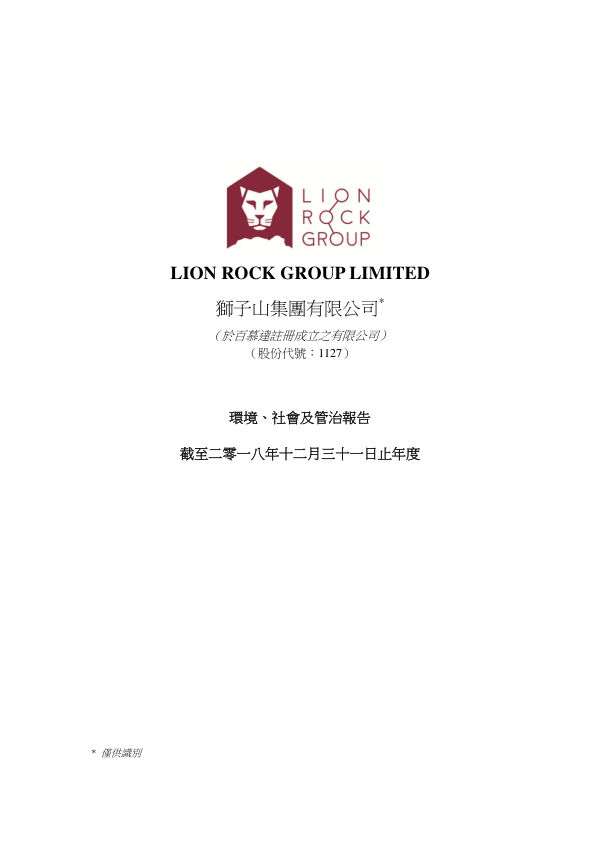 LION
ROCK
GROUP
LION ROCK GROUP LIMITED
獅子山集團有限公司*
（於百慕達註冊成立之有限公司）
（股份代號：1127）
環境、社會及管治報告
截至二零一八年十二月三十一日止年度
* 僅供識別